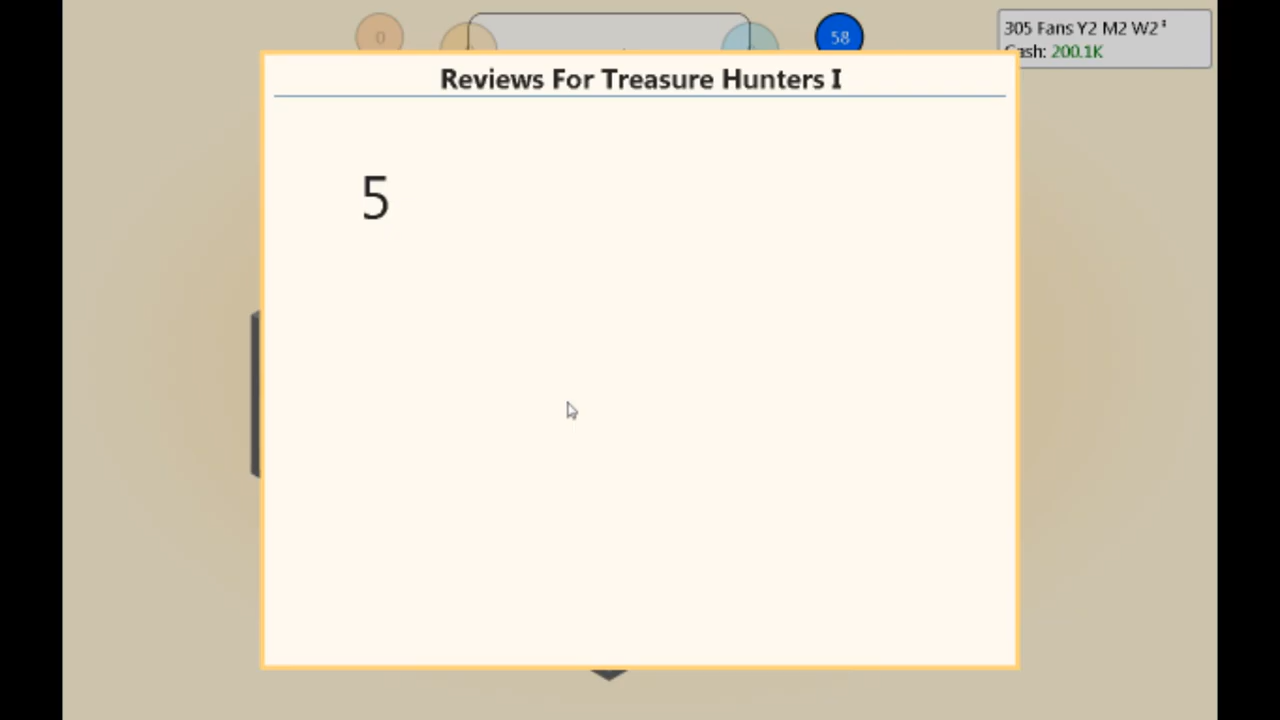 0
58
305 Fans Y2 M2 W2
Cash: 200.1K
Reviews For Treasure Hunters I
5